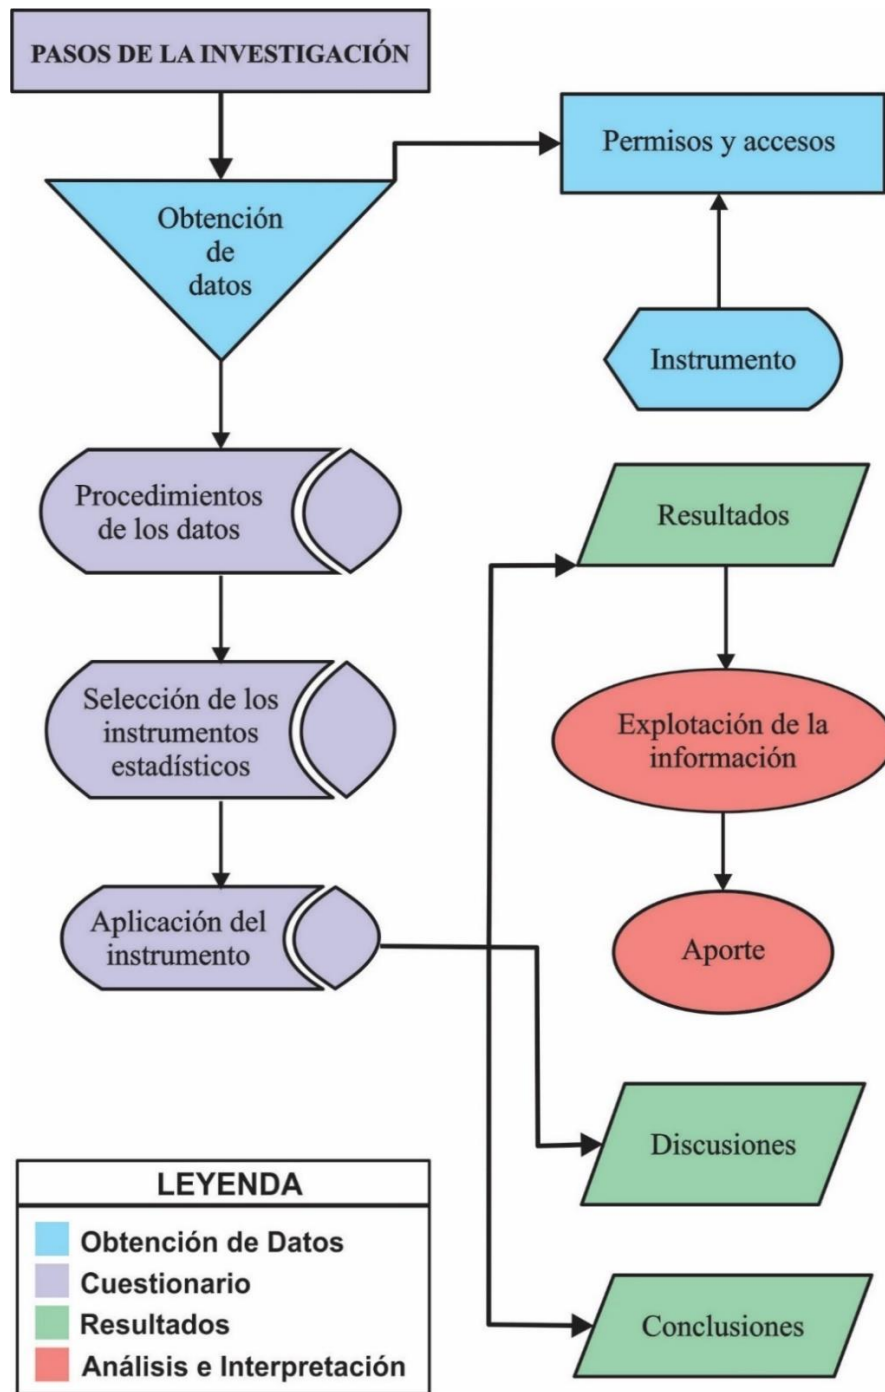 PASOS DE LA INVESTIGACIÓN
Permisos y accesos
Obtención
de
datos
Instrumento
Procedimientos
de los datos
Resultados
Selección de los
instrumentos
estadísticos
Explotación de la
información
Aplicación del
instrumento
Aporte
Discusiones
Conclusiones
LEYENDA
Obtención de Datos
Cuestionario
Resultados
Análisis e Interpretación